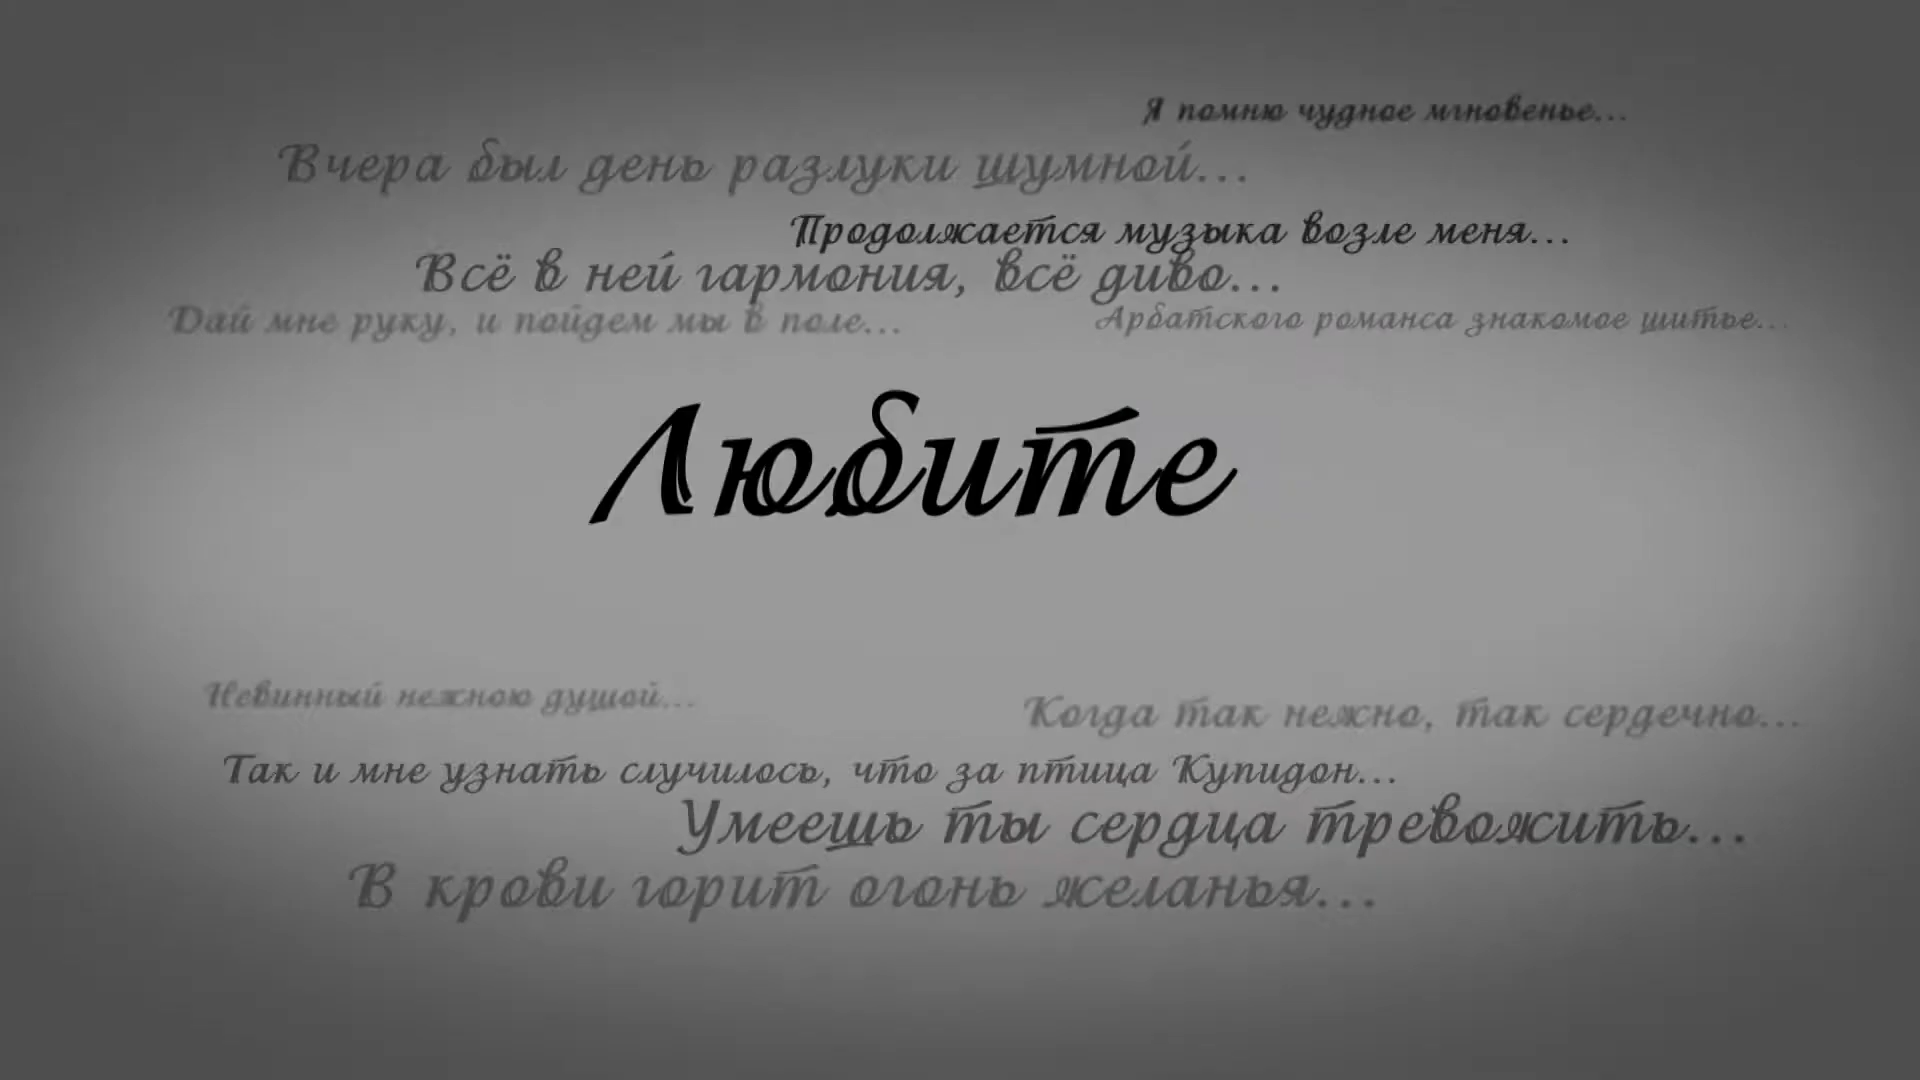 Я помню чудное мгновенье...
Вчера был день разлуки шумной...
Продолжается музыка возле меня...
Всё в ней гармония, всё диво...
Дай мне руку, и пойдем мы в поле...
Арбатского романса знакомое шитье...
Любите
Невинный нежною душой...
Когда так нежно, так сердечно...
Так и мне узнать случилось, что за птица Купидон...
Умеешь ты сердца тревожить...
В крови горит огонь желанья...